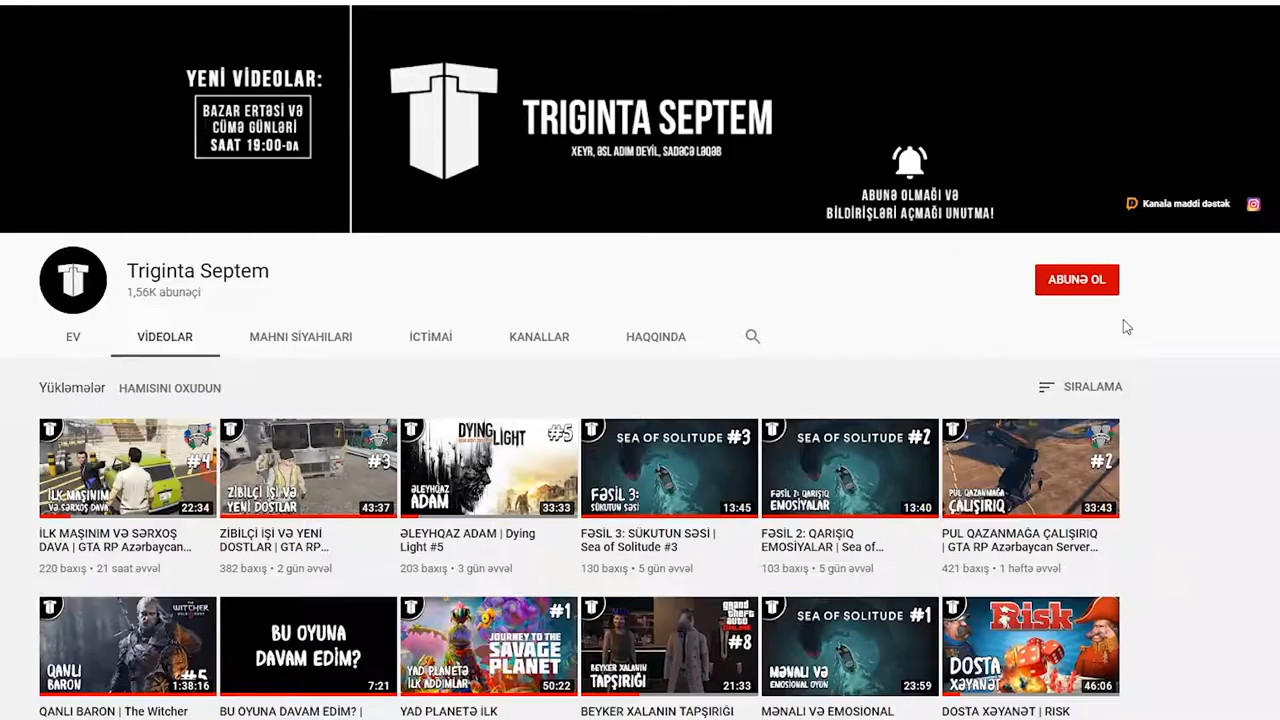 YENİ VİDEOLAR:
BAZAR ERTƏSİ VƏ
CÜMƏ GÜNLƏRİ
SAAT 19:00-DA
TRIGINTA SEPTEM
XEYR, ƏSL ADIM DEYİL, SADƏCƏ LƏQƏB
ABUNƏ OLMAĞI VƏ
BİLDİRİŞLƏRİ AÇMAĞI UNUTMA!
Kanala maddi dəstək
Triginta Septem
1,56K abunəçi
ABUNƏ OL
EV VİDEOLAR MAHNI SİYAHILARI İCTİMAİ KANALLAR HAQQINDA
Yükləmələr HAMISINI OXUDUN
SIRALAMA
#4
İLK MAŞINIM
VƏ SƏRXOŞ DAVA
22:34
#3
ZİBİLÇİ İŞİ VƏ
YENİ DOSTLAR
43:37
DYING LIGHT
#5
ƏLEYHQAZ
ADAM
33:33
SEA OF SOLITUDE #3
FƏSİL 3:
SÜKUTUN SƏSİ
13:45
SEA OF SOLITUDE #2
FƏSİL 2: QARIŞIQ
EMOSİYALAR
13:40
#2
PUL QAZANMAĞA
ÇALIŞIRIQ
33:43
İLK MAŞINIM VƏ SƏRXOŞ
DAVA | GTA RP Azərbaycan...
220 baxış • 21 saat əvvəl
ZİBİLÇİ İŞİ VƏ YENİ
DOSTLAR | GTA RP...
382 baxış • 2 gün əvvəl
ƏLEYHQAZ ADAM | Dying
Light #5
203 baxış • 3 gün əvvəl
FƏSİL 3: SÜKUTUN SƏSİ |
Sea of Solitude #3
130 baxış • 5 gün əvvəl
FƏSİL 2: QARIŞIQ
EMOSİYALAR | Sea of...
103 baxış • 5 gün əvvəl
PUL QAZANMAĞA ÇALIŞIRIQ
| GTA RP Azərbaycan Server...
421 baxış • 1 həftə əvvəl
THE WITCHER
QANLI
BARON
#5
1:38:16
BU OYUNA
DAVAM EDİM?
7:21
#1
JOURNEY TO THE
SAVAGE
PLANET
YAD PLANETƏ
İLK ADDIMLAR
50:22
grand
theft
auto
ONLINE
#8
BEYKER XALANIN
TAPŞIRIĞI
21:33
SEA OF SOLITUDE #1
MƏNALI VƏ
EMOSIONAL OYUN
23:59
RISK
DOSTA
XƏYANƏT
46:06
QANLI BARON | The Witcher
BU OYUNA DAVAM EDİM? |
YAD PLANETƏ İLK
BEYKER XALANIN TAPŞIRIĞI
MƏNALI VƏ EMOSIONAL
DOSTA XƏYANƏT | RISK